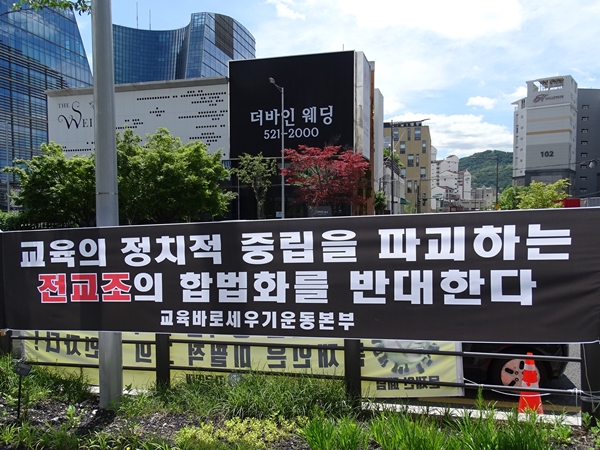 THE
더바인 웨딩
521-2000
102
교육의 정치적 중립을 파괴하는
전교조의 합법화를 반대한다
교육바로세우기운동본부